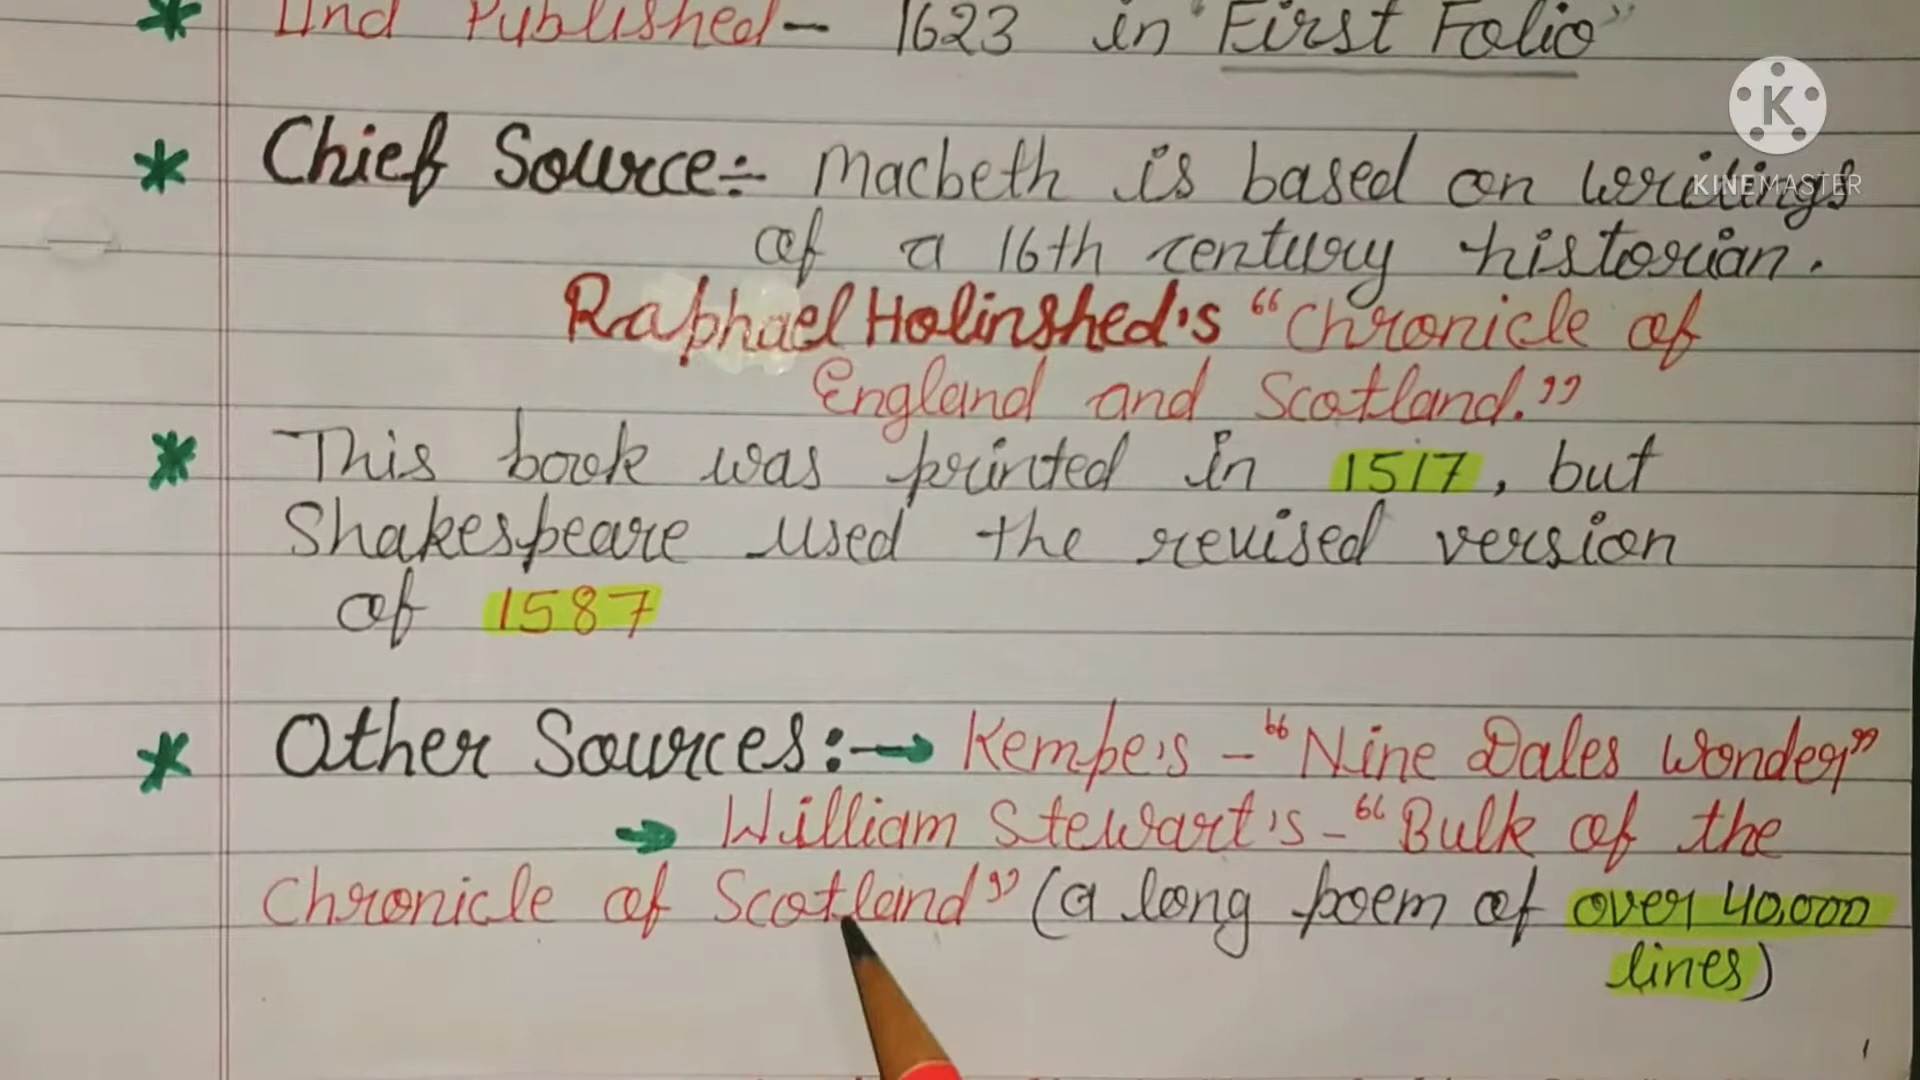 * IInd Published - 1623 in "First Folio"
* Chief Source:- Macbeth is based on writings
of a 16th century historian.
Raphael Holinshed's "Chronicle of
England and Scotland."
* This book was printed in 1517, but
Shakespeare used the revised version
of 1587
* Other Sources:→ Kempe's - "Nine Dales Wonder"
→ William Stewart's - "Bulk of the
Chronicle of Scotland" (a long poem of over 40,000
lines)
K
KINEMASTER